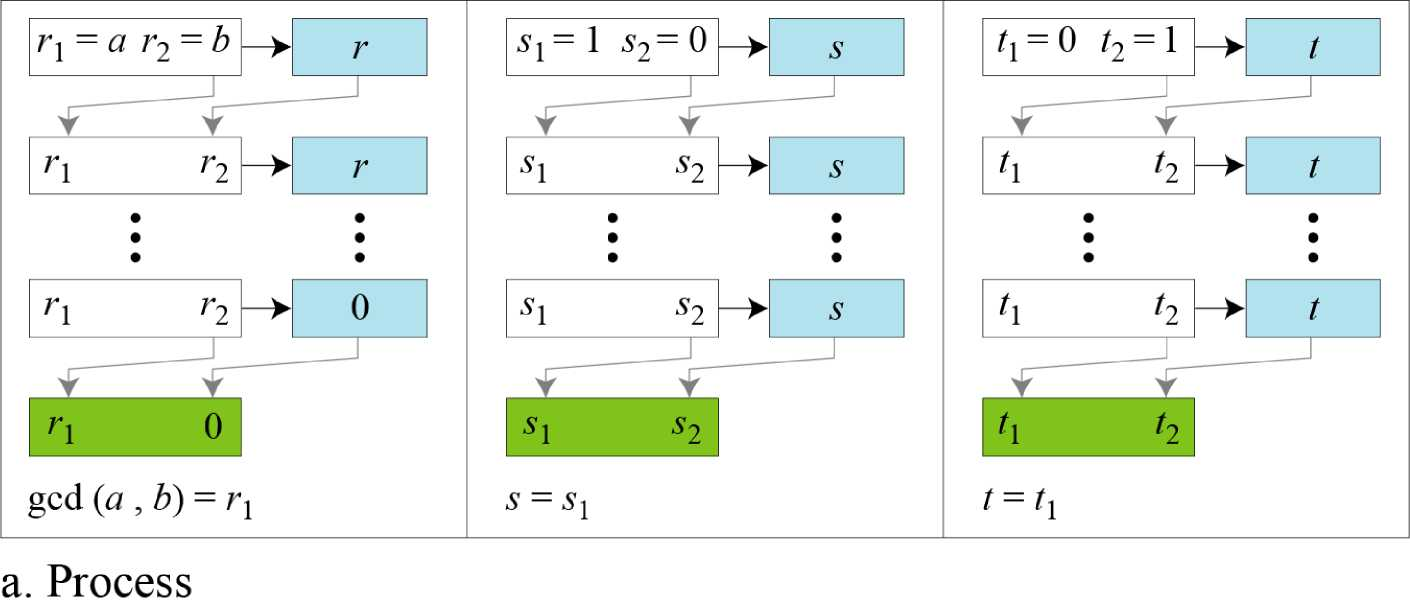 r₁ = a r₂ = b r
r₁ r₂ r
r₁ r₂ 0
r₁ 0
gcd (a , b) = r₁
s₁ = 1 s₂ = 0 s
s₁ s₂ s
s₁ s₂ s
s₁ s₂
s = s₁
t₁ = 0 t₂ = 1 t
t₁ t₂ t
t₁ t₂ t
t₁ t₂
t = t₁
a. Process